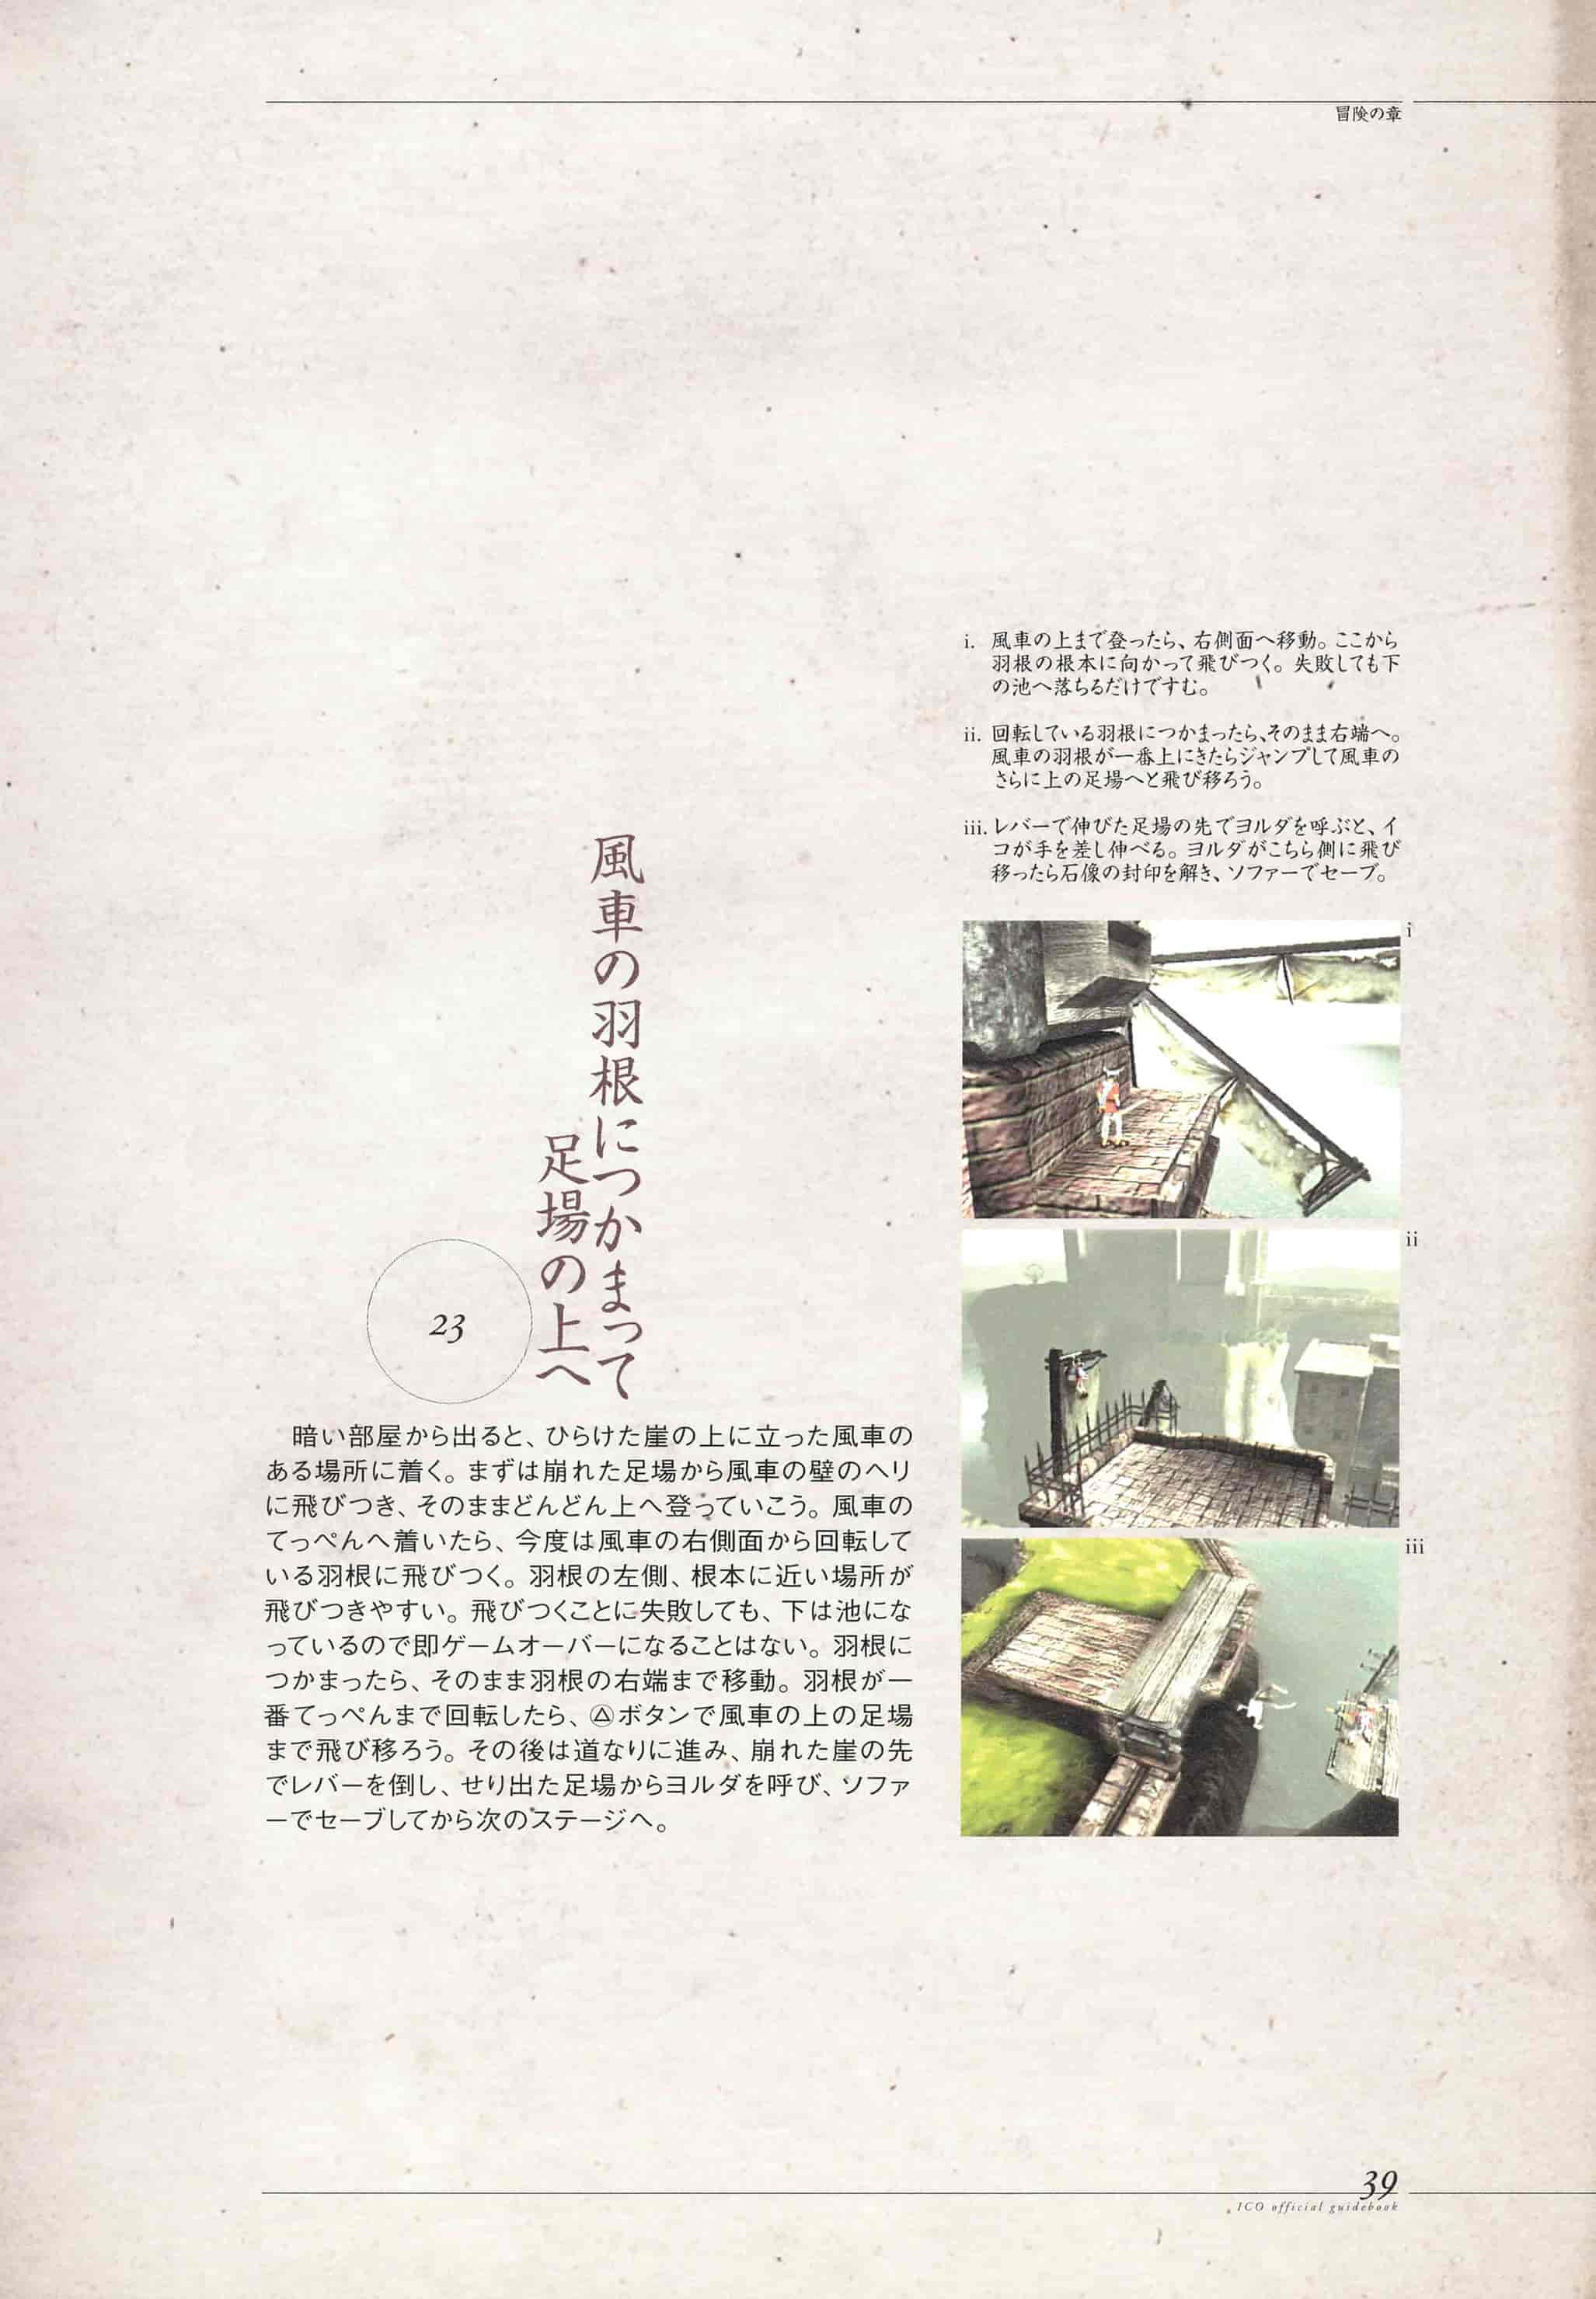 冒険の章
i. 風車の上まで登ったら、右側面へ移動。ここから
羽根の根本に向かって飛びつく。失敗しても下
の池へ落ちるだけですむ。
ii. 回転している羽根につかまったら、そのまま右端へ。
風車の羽根が一番上にきたらジャンプして風車の
さらに上の足場へと飛び移ろう。
iii. レバーで伸びた足場の先でヨルダを呼ぶと、イ
コが手を差し伸べる。ヨルダがこちら側に飛び
移ったら石像の封印を解き、ソファーでセーブ。
i
ii
iii
風車の羽根につかまって
足場の上へ
23
暗い部屋から出ると、ひらけた崖の上に立った風車の
ある場所に着く。まずは崩れた足場から風車の壁のヘリ
に飛びつき、そのままどんどん上へ登っていこう。風車の
てっぺんへ着いたら、今度は風車の右側面から回転して
いる羽根に飛びつく。羽根の左側、根本に近い場所が
飛びつきやすい。飛びつくことに失敗しても、下は池にな
っているので即ゲームオーバーになることはない。羽根に
つかまったら、そのまま羽根の右端まで移動。羽根が一
番てっぺんまで回転したら、△ボタンで風車の上の足場
まで飛び移ろう。その後は道なりに進み、崩れた崖の先
でレバーを倒し、せり出た足場からヨルダを呼び、ソファ
ーでセーブしてから次のステージへ。
39
ICO official guidebook